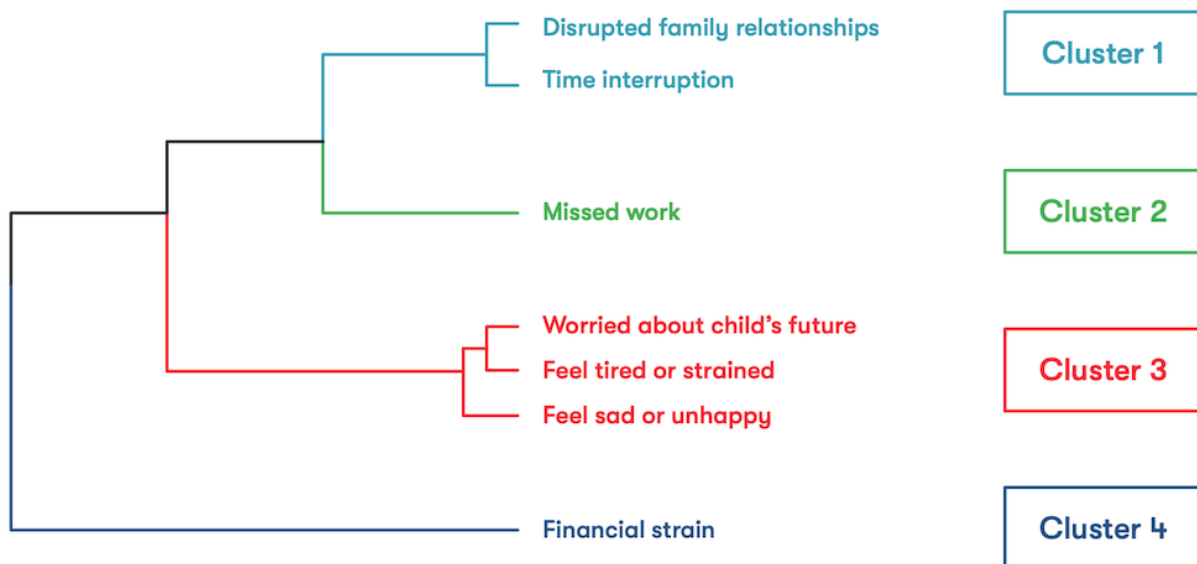 Disrupted family relationships
Cluster 1
Time interruption
Missed work
Cluster 2
Worried about child’s future
Feel tired or strained
Cluster 3
Feel sad or unhappy
Financial strain
Cluster 4